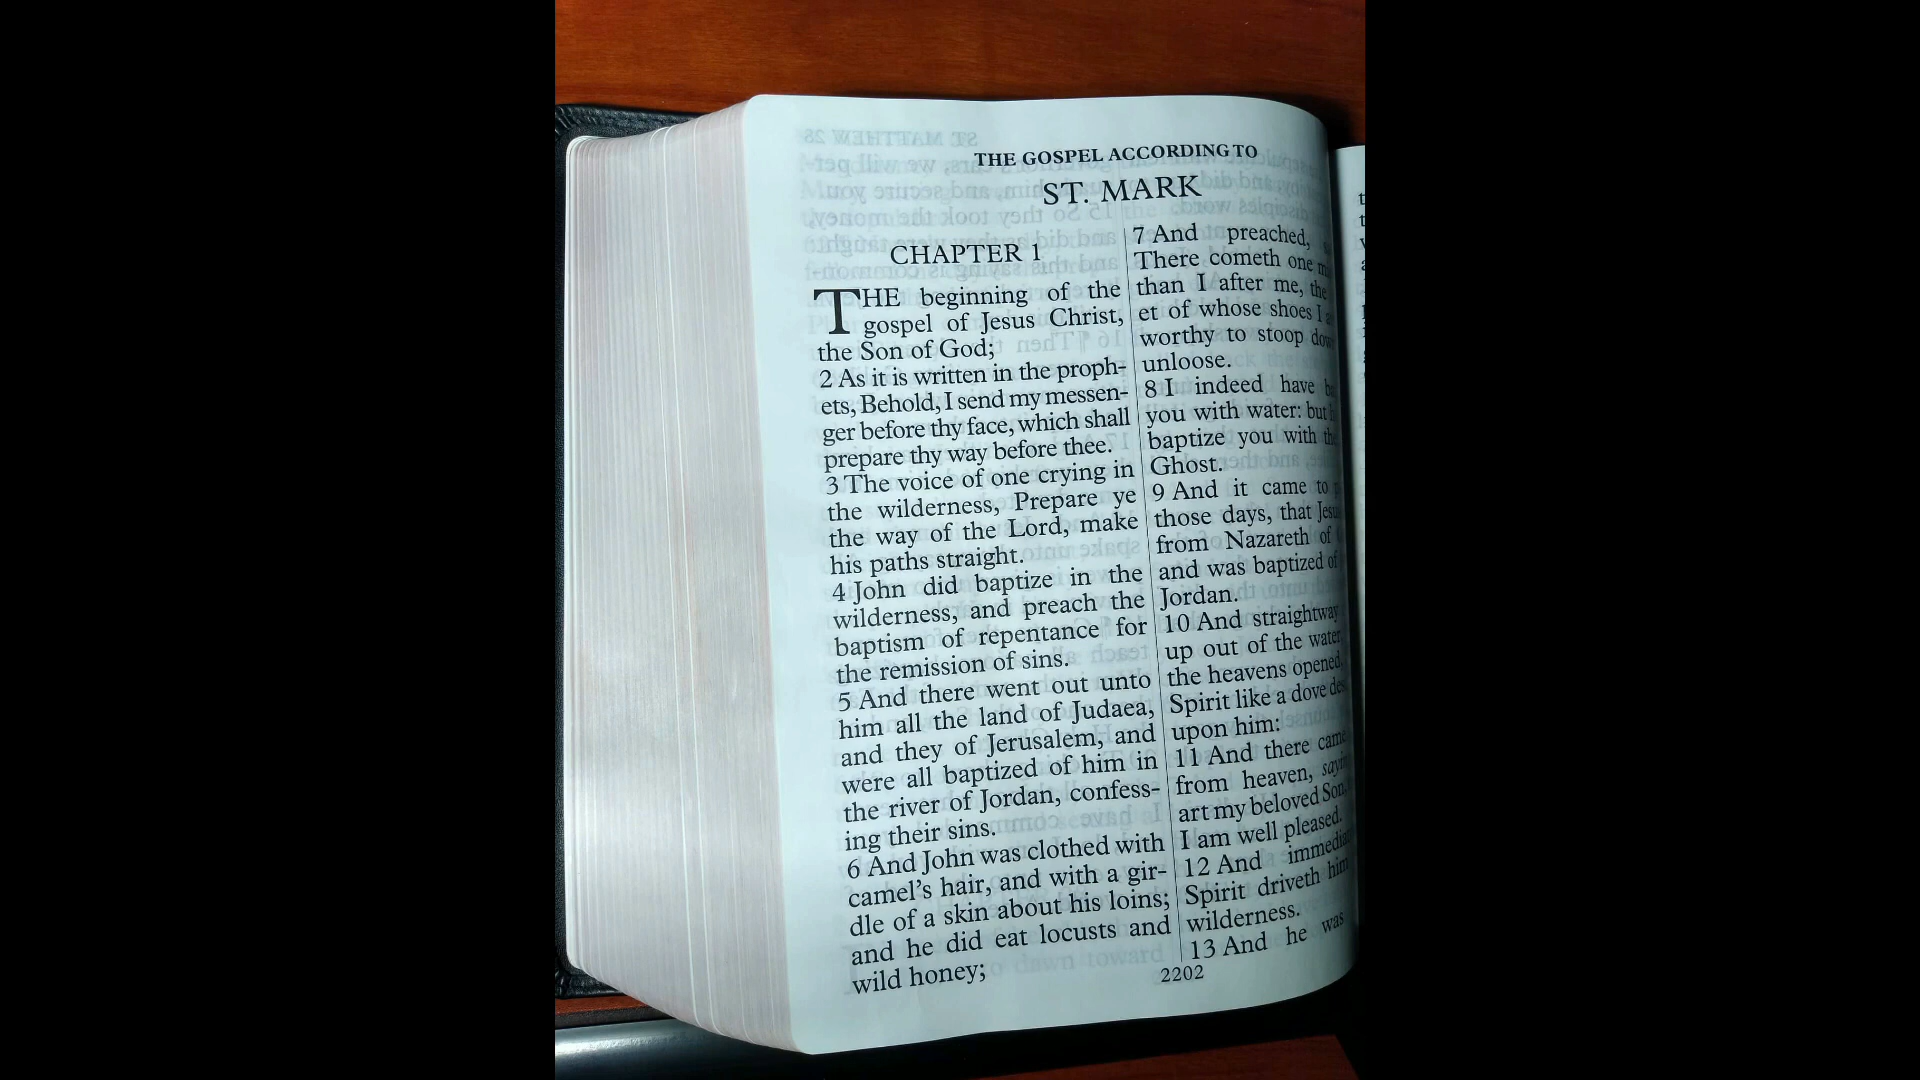 THE GOSPEL ACCORDING TO
ST. MARK
CHAPTER 1
THE beginning of the
gospel of Jesus Christ,
the Son of God;
2 As it is written in the proph-
ets, Behold, I send my messen-
ger before thy face, which shall
prepare thy way before thee.
3 The voice of one crying in
the wilderness, Prepare ye
the way of the Lord, make
his paths straight.
4 John did baptize in the
wilderness, and preach the
baptism of repentance for
the remission of sins.
5 And there went out unto
him all the land of Judaea,
and they of Jerusalem, and
were all baptized of him in
the river of Jordan, confess-
ing their sins.
6 And John was clothed with
camel's hair, and with a gir-
dle of a skin about his loins;
and he did eat locusts and
wild honey;
7 And preached,
There cometh one
than I after me, the
et of whose shoes I
worthy to stoop
unloose.
8 I indeed have
you with water: but
baptize you with
Ghost.
9 And it came to
those days, that
from Nazareth of
and was baptized of
Jordan.
10 And straightway
up out of the water,
the heavens opened,
Spirit like a dove
upon him:
11 And there came
from heaven,
art my beloved Son,
I am well pleased.
12 And
Spirit driveth him
wilderness.
13 And he was
2202